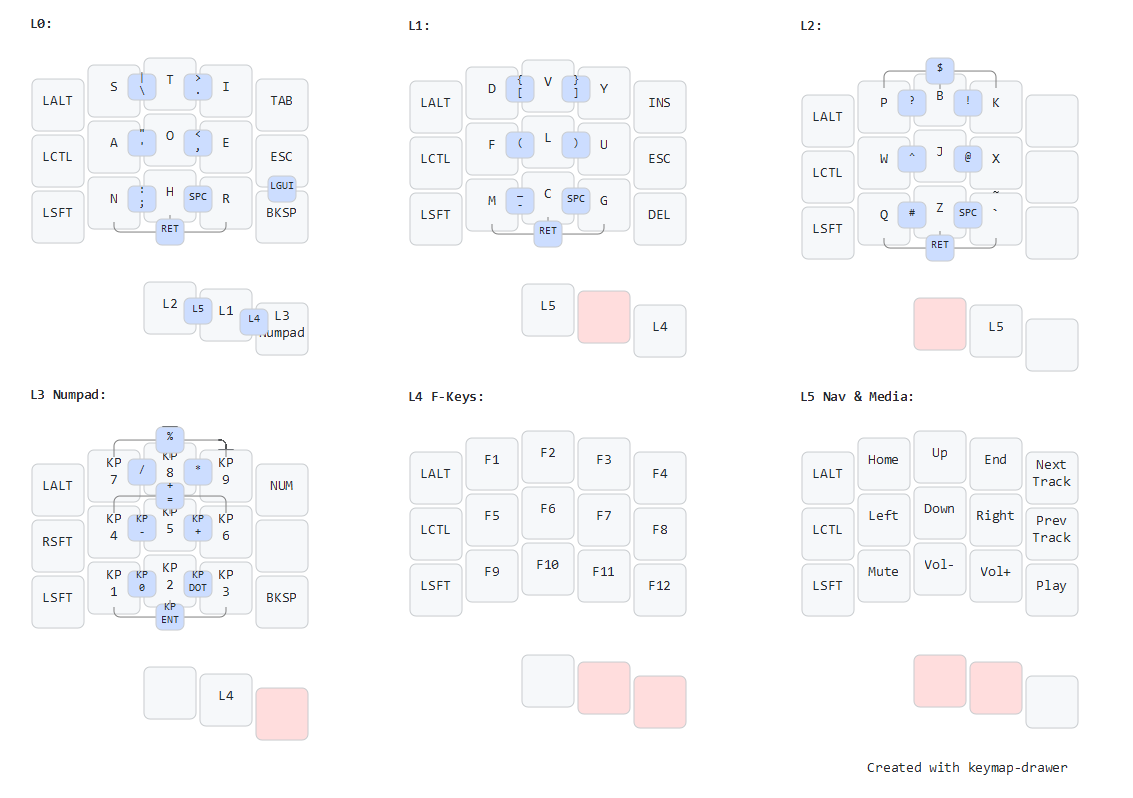 L0:
S | T > I
LALT \ . TAB
A " O < E
LCTL ' , ESC
LGUI
N : H SPC R
LSFT ; BKSP
RET
L2 L5 L1 L4 L3
Numpad
L1:
D { V } Y
LALT [ ] INS
F ( L ) U
LCTL ESC
M _ C SPC G
LSFT - DEL
RET
L5
L4
L2:
$
P ? B ! K
LALT
W ^ J @ X
LCTL
Q # Z SPC ~
LSFT `
RET
L5
L3 Numpad:
%
KP KP KP
7 / 8 * 9
LALT NUM
+
=
KP KP KP KP KP
4 - 5 + 6
RSFT
KP KP KP KP KP
1 0 2 DOT 3
LSFT BKSP
KP
ENT
L4
L4 F-Keys:
F1 F2 F3
LALT F4
F5 F6 F7
LCTL F8
F9 F10 F11
LSFT F12
L5 Nav & Media:
Home Up End
LALT Next
Track
Left Down Right
LCTL Prev
Track
Mute Vol- Vol+
LSFT Play
Created with keymap-drawer